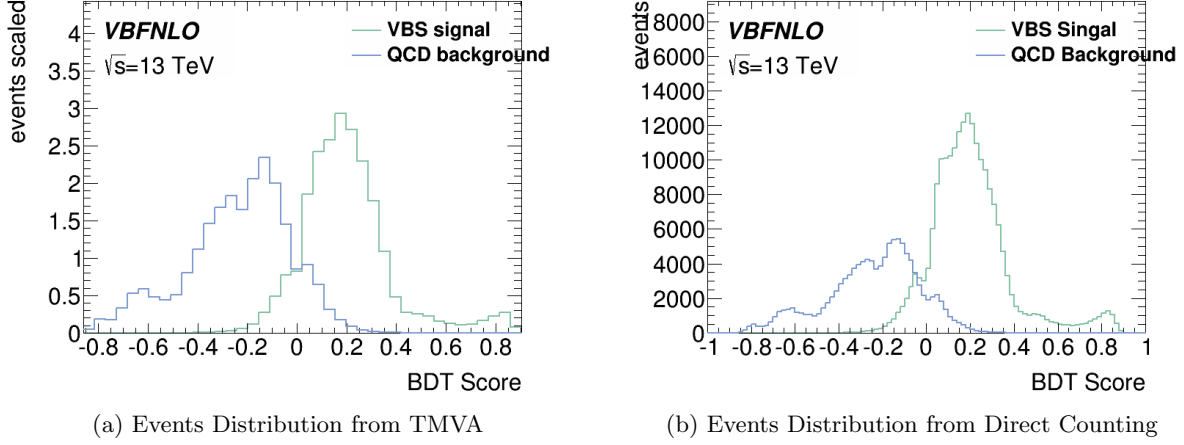 events scaled
4
3.5
3
2.5
2
1.5
1
0.5
0
VBFNLO
√s=13 TeV
VBS signal
QCD background
-0.8 -0.6 -0.4 -0.2 0 0.2 0.4 0.6 0.8
BDT Score
(a) Events Distribution from TMVA
events
18000
16000
14000
12000
10000
8000
6000
4000
2000
0
VBFNLO
√s=13 TeV
VBS Singal
QCD Background
-1 -0.8 -0.6 -0.4 -0.2 0 0.2 0.4 0.6 0.8 1
BDT Score
(b) Events Distribution from Direct Counting